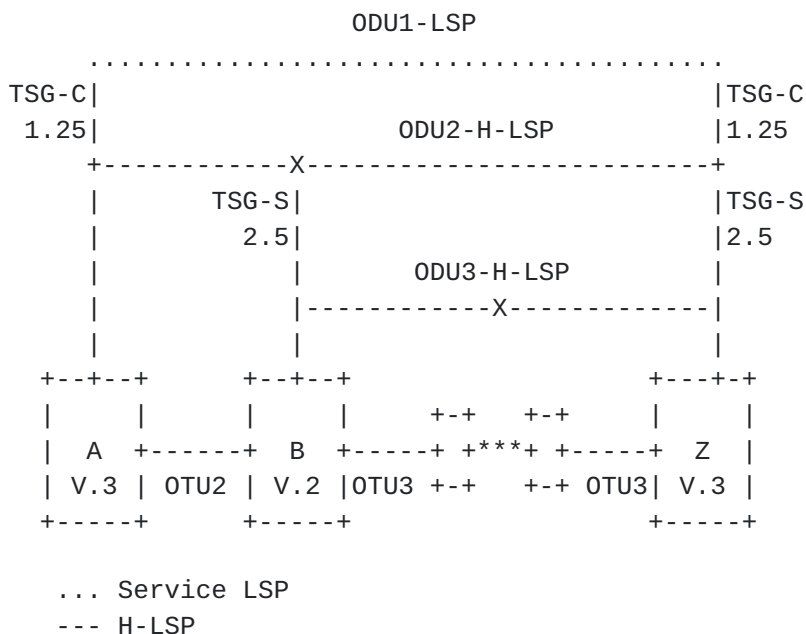 ODU1-LSP
.........................................
TSG-C| |TSG-C
1.25| ODU2-H-LSP |1.25
+------------X--------------------------+
| TSG-S| |TSG-S
| 2.5| |2.5
| | ODU3-H-LSP |
| |------------X-------------|
| | |
+--+--+ +--+--+ +---+-+
| | | | +-+ +-+ | |
| A +------+ B +-----+ +***+ +-----+ Z |
| V.3 | OTU2 | V.2 |OTU3 +-+ +-+ OTU3| V.3 |
+-----+ +-----+ +-----+
... Service LSP
--- H-LSP